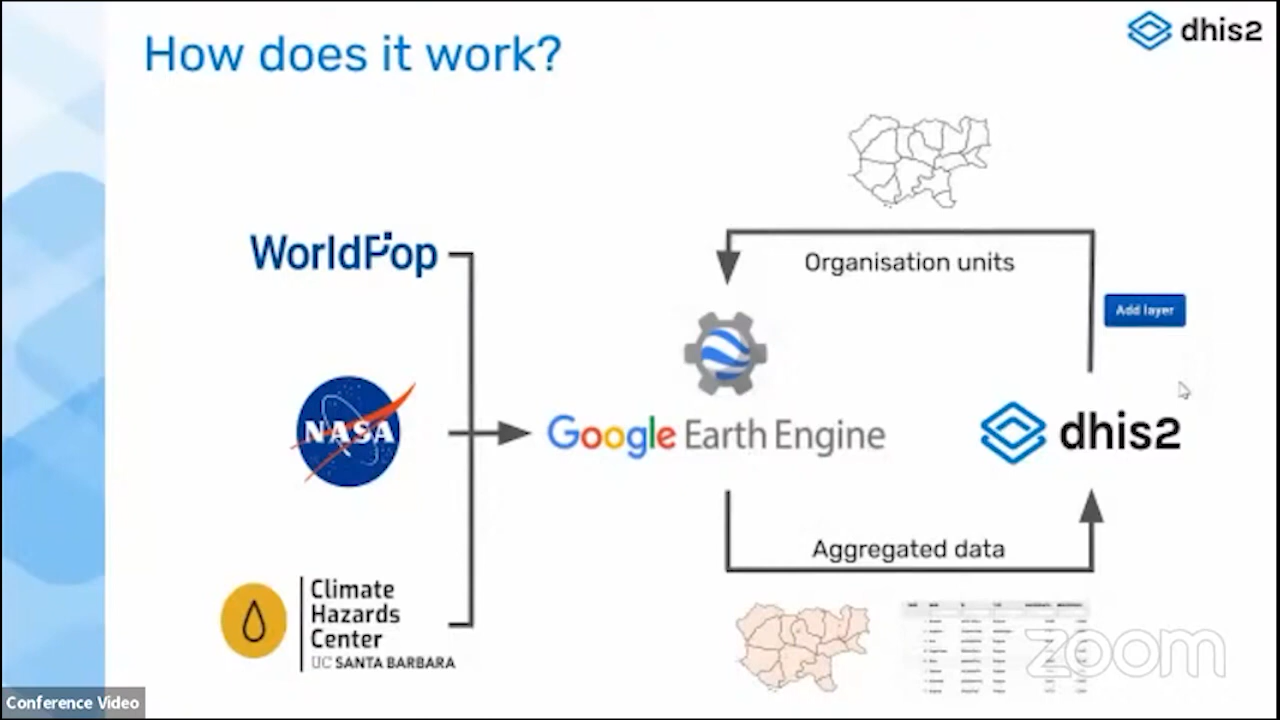 How does it work?
dhis2
WorldPop
Organisation units
Add layer
NASA
Google Earth Engine
dhis2
Aggregated data
Climate
Hazards
Center
UC SANTA BARBARA
zoom
Conference Video